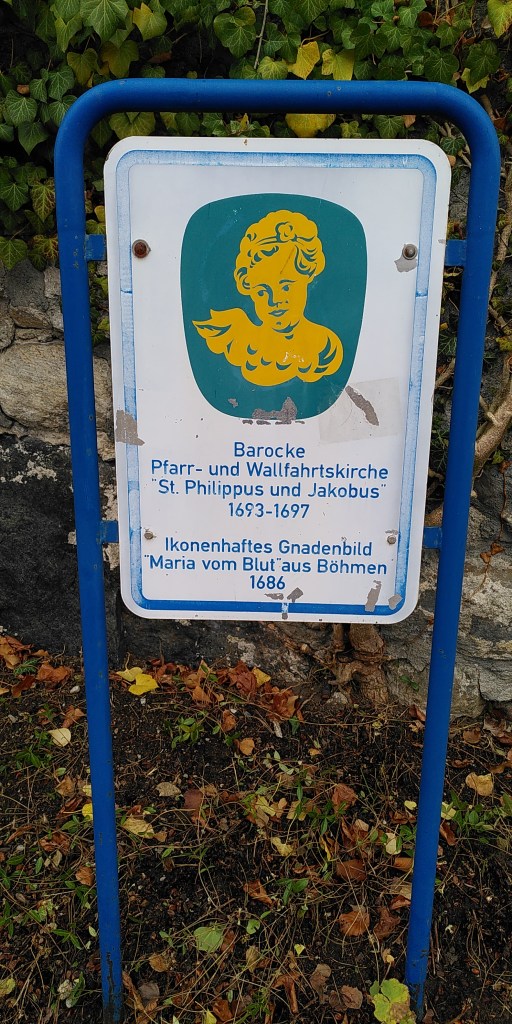 Barocke
Pfarr- und Wallfahrtskirche
"St. Philippus und Jakobus"
1693-1697
Ikonenhaftes Gnadenbild
"Maria vom Blut" aus Böhmen
1686